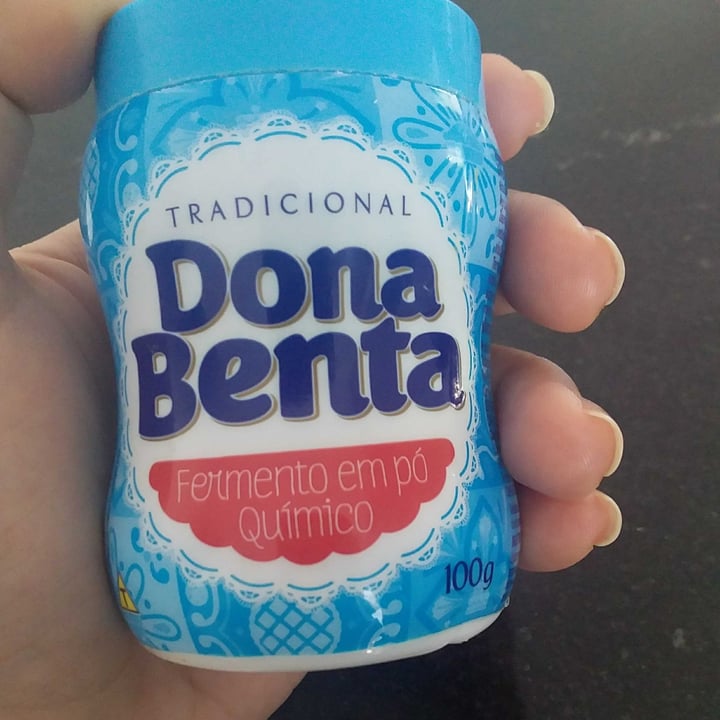 TRADICIONAL
Dona
Benta
Fermento em pó
Químico
100g
T